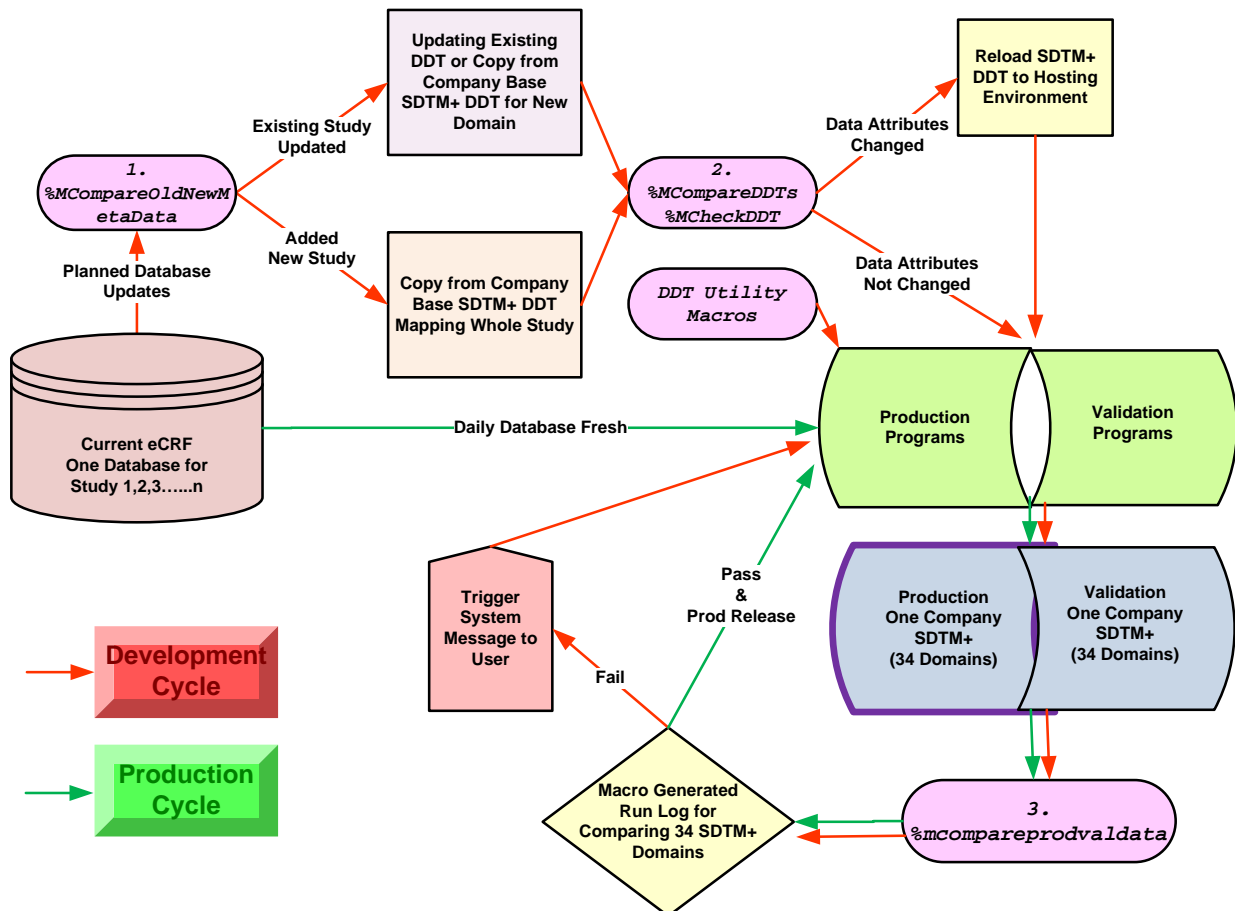 Updating Existing
DDT or Copy from
Company Base
SDTM+ DDT for New
Domain
Reload SDTM+
DDT to Hosting
Environment
Existing Study
Updated
Data Attributes
Changed
1.
%MCompareOldNewM
etaData
2.
%MCompareDDTs
%MCheckDDT
Added
New Study
Planned Database
Updates
Copy from Company
Base SDTM+ DDT
Mapping Whole Study
Data Attributes
Not Changed
DDT Utility
Macros
Current eCRF
One Database for
Study 1,2,3…...n
Daily Database Fresh
Production
Programs
Validation
Programs
Trigger
System
Message to
User
Pass
&
Prod Release
Production
One Company
SDTM+
(34 Domains)
Validation
One Company
SDTM+
(34 Domains)
Fail
Development
Cycle
Production
Cycle
Macro Generated
Run Log for
Comparing 34 SDTM+
Domains
3.
%mcompareprodvaldata